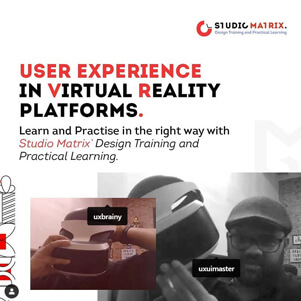 STUDIO MATRIX.
Design Training and Practical Learning
USER EXPERIENCE
IN VIRTUAL REALITY
PLATFORMS.
Learn and Practise in the right way with
Studio Matrix` Design Training and
Practical Learning.
uxbrainy
uxuimaster